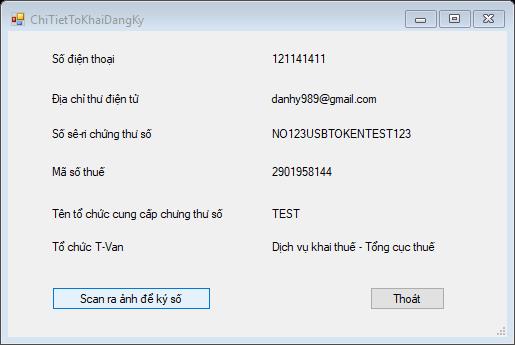 ChiTietToKhaiDangKy
Số điện thoại 121141411
Địa chỉ thư điện tử danhy989@gmail.com
Số sê-ri chứng thư số NO123USBTOKENTEST123
Mã số thuế 2901958144
Tên tổ chức cung cấp chưng thư số TEST
Tổ chức T-Van Dịch vụ khai thuế - Tổng cục thuế
Scan ra ảnh để ký số Thoát